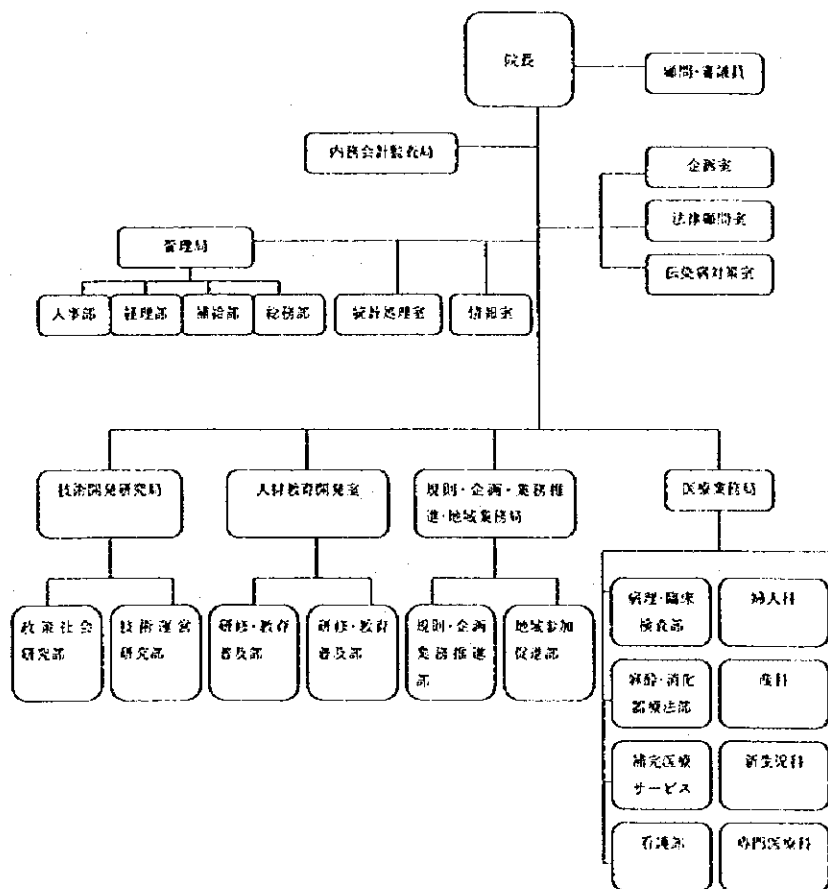 院長
顧問・審議員
内務会計監査局
企画室
管理局
法律顧問室
伝染病対策室
人事部
経理部
補給部
総務部
統計処理室
情報室
技術開発研究局
人材教育開発室
規則・企画・業務推
進・地域業務局
医療業務局
政策社会
研究部
技術運営
研究部
研修・教育
普及部
研修・教育
普及部
規則・企画
業務推進
部
地域参加
促進部
病理・臨床
検査部
婦人科
麻酔・消化
器療法部
産科
補完医療
サービス
新生児科
看護部
専門医療科